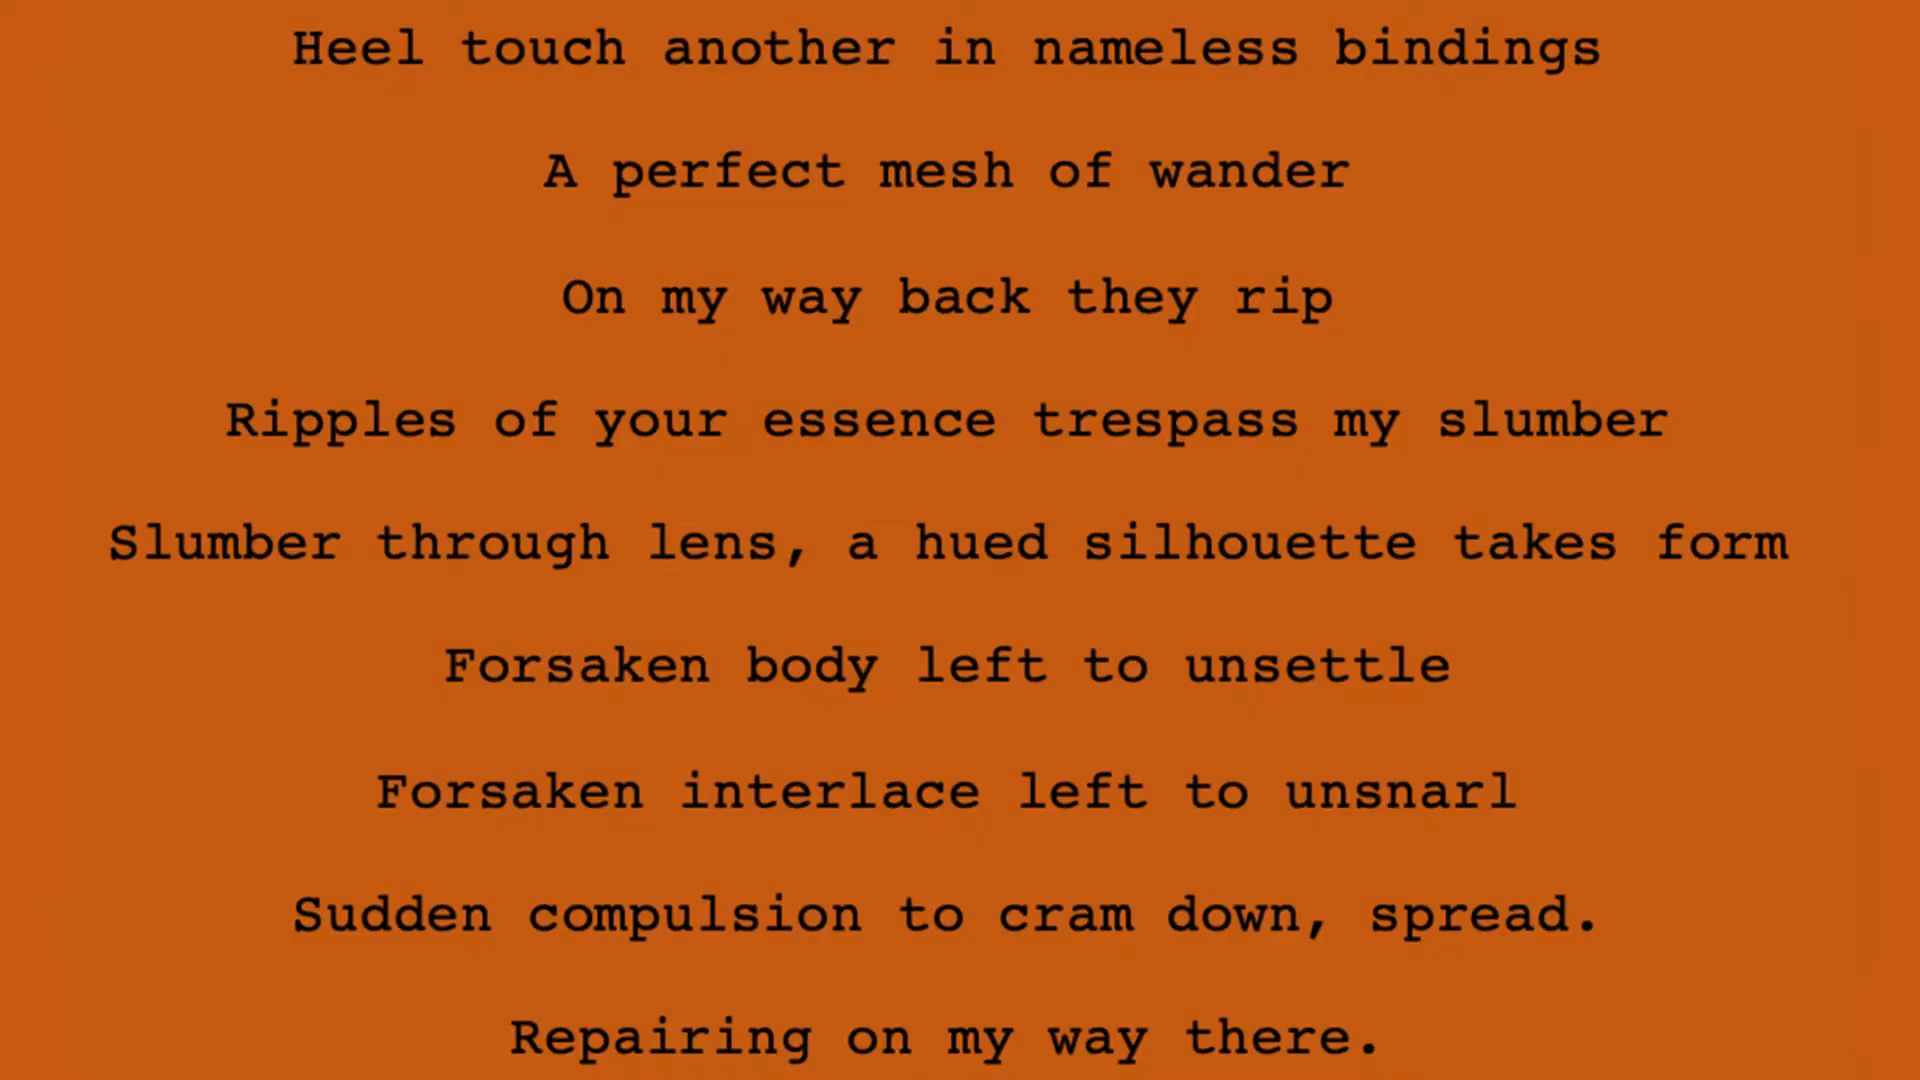 Heel touch another in nameless bindings
A perfect mesh of wander
On my way back they rip
Ripples of your essence trespass my slumber
Slumber through lens, a hued silhouette takes form
Forsaken body left to unsettle
Forsaken interlace left to unsnarl
Sudden compulsion to cram down, spread.
Repairing on my way there.